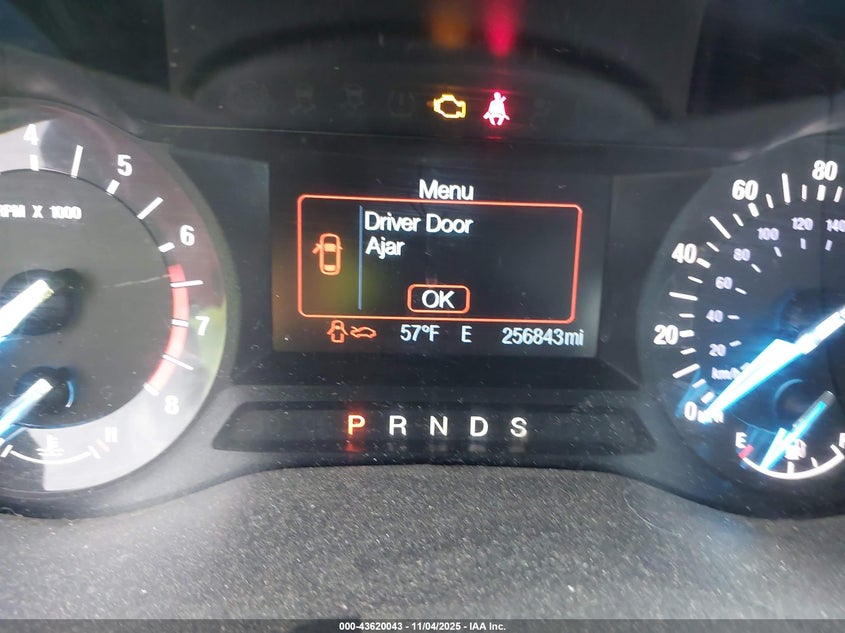 Menu
Driver Door
Ajar
OK
57°F E 256843mi
P R N D S
4
5
6
7
8
RPM X 1000
H
0
20
40
60
80
20
40
60
80
100
120
140
km/h
E
F
000-43620043 | 11/04/2025 - IAA Inc.